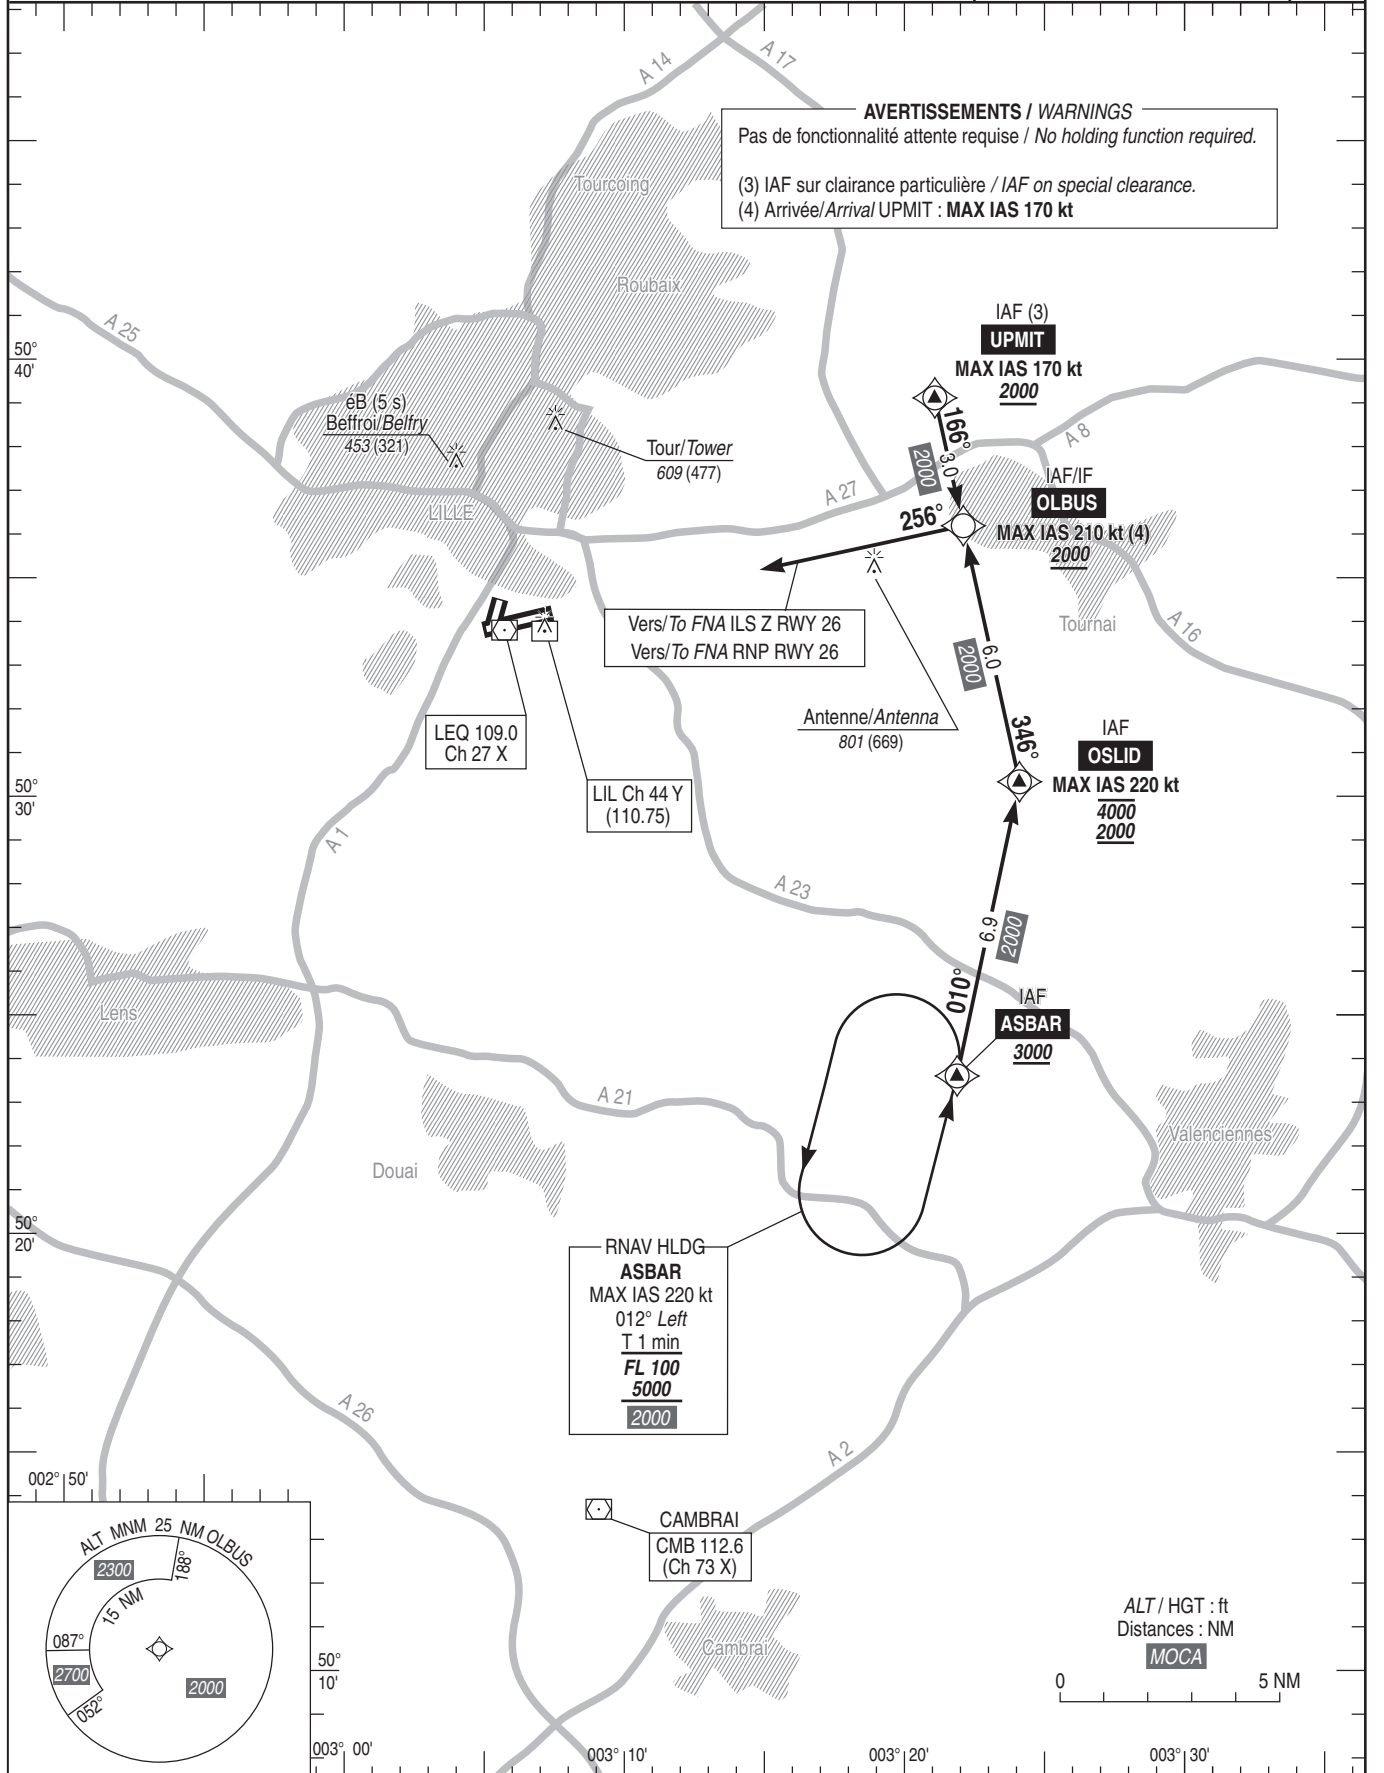 A 14
A 17
AVERTISSEMENTS / WARNINGS
Pas de fonctionnalité attente requise / No holding function required.
(3) IAF sur clairance particulière / IAF on special clearance.
(4) Arrivée/Arrival UPMIT : MAX IAS 170 kt
Tourcoing
Roubaix
A 25
50°
40'
IAF (3)
UPMIT
MAX IAS 170 kt
2000
éB (5 s)
Beffroi/Belfry
453 (321)
Tour/Tower
609 (477)
166°
3.0
2000
A 8
IAF/IF
OLBUS
MAX IAS 210 kt (4)
2000
A 27
256°
LILLE
Vers/To FNA ILS Z RWY 26
Vers/To FNA RNP RWY 26
Tournai
A 16
6.0
2000
Antenne/Antenna
801 (669)
346°
LEQ 109.0
Ch 27 X
LIL Ch 44 Y
(110.75)
IAF
OSLID
MAX IAS 220 kt
4000
2000
50°
30'
A 1
A 23
6.9
2000
010°
IAF
ASBAR
3000
Lens
A 21
Valenciennes
Douai
50°
20'
RNAV HLDG
ASBAR
MAX IAS 220 kt
012° Left
T 1 min
FL 100
5000
2000
A 26
A 2
002° 50'
CAMBRAI
CMB 112.6
(Ch 73 X)
ALT MNM 25 NM OLBUS
2300
188°
15 NM
087°
2700
2000
052°
Cambrai
ALT / HGT : ft
Distances : NM
MOCA
0 5 NM
50°
10'
003° 00'
003° 10'
003° 20'
003° 30'